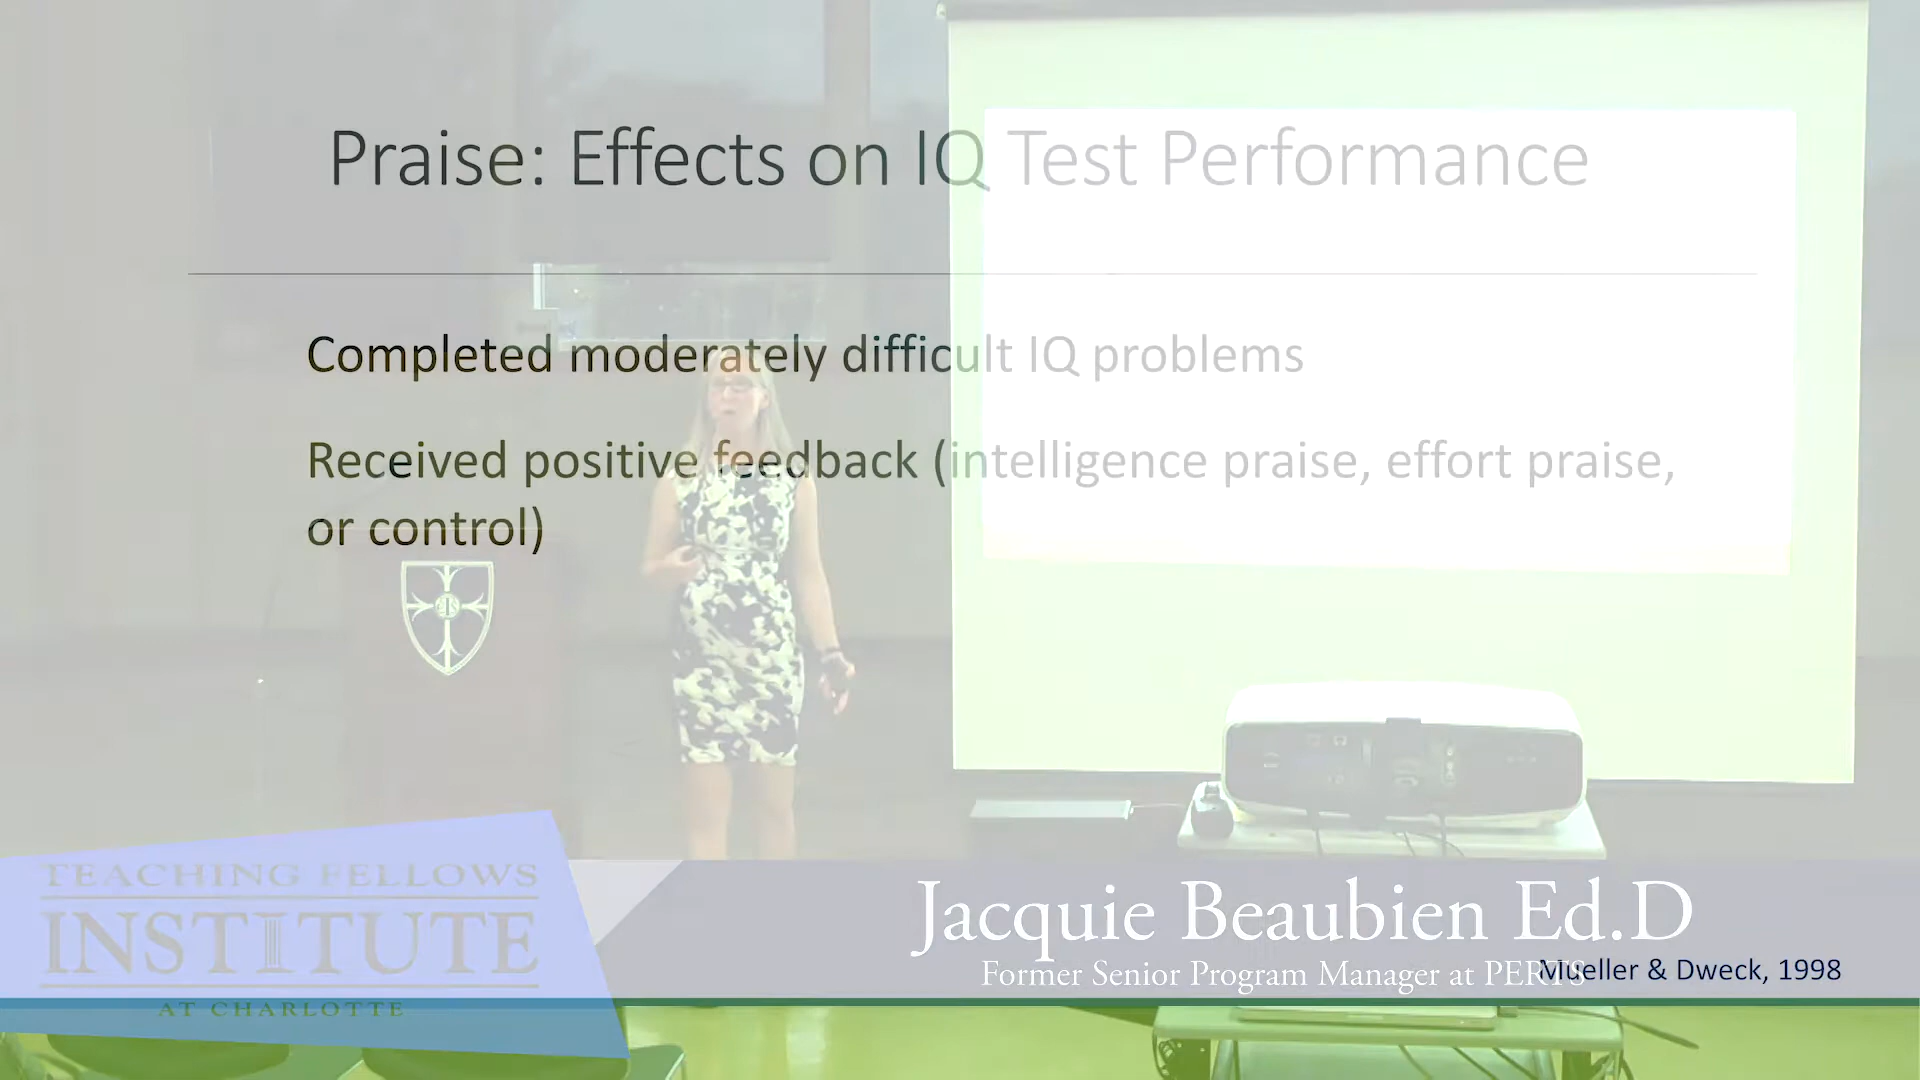 Praise: Effects on IQ Test Performance
Completed moderately difficult IQ problems
Received positive feedback (intelligence praise, effort praise,
or control)
TEACHING FELLOWS
INSTITUTE
AT CHARLOTTE
Jacquie Beaubien Ed.D
Former Senior Program Manager at PERTS
Mueller & Dweck, 1998